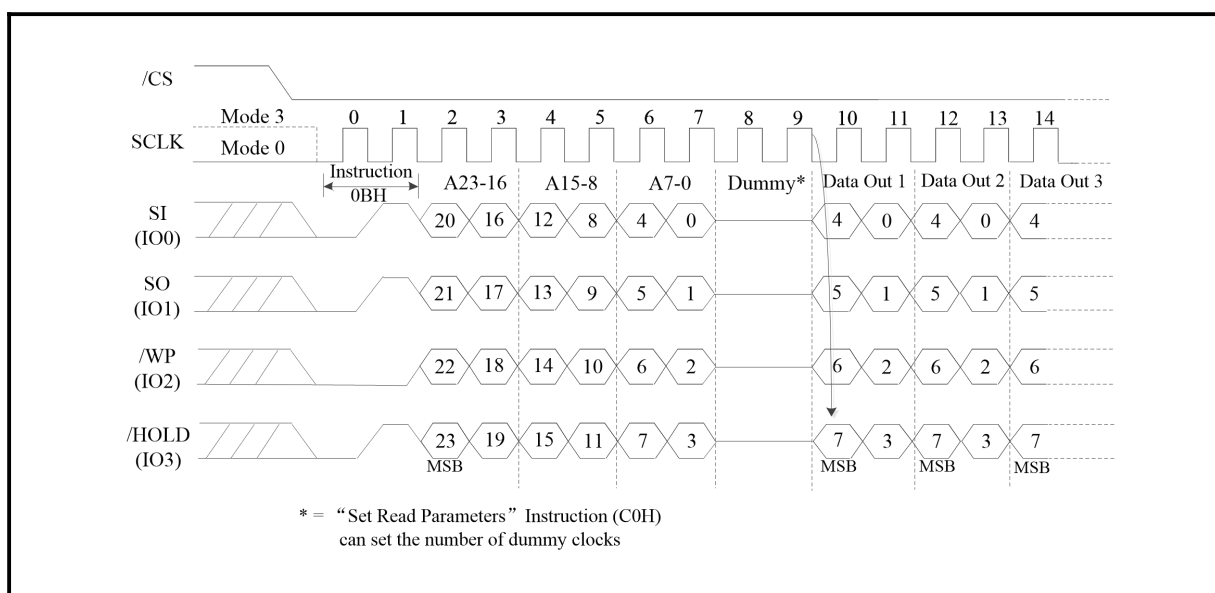 /CS
Mode 3 0 1 2 3 4 5 6 7 8 9 10 11 12 13 14
SCLK
Mode 0
Instruction
0BH
A23-16 A15-8 A7-0 Dummy* Data Out 1 Data Out 2 Data Out 3
SI
(IO0)
20 16 12 8 4 0 4 0 4 0 4
SO
(IO1)
21 17 13 9 5 1 5 1 5 1 5
/WP
(IO2)
22 18 14 10 6 2 6 2 6 2 6
/HOLD
(IO3)
23 19 15 11 7 3 7 3 7 3 7
MSB MSB MSB MSB
* = “Set Read Parameters” Instruction (C0H)
can set the number of dummy clocks